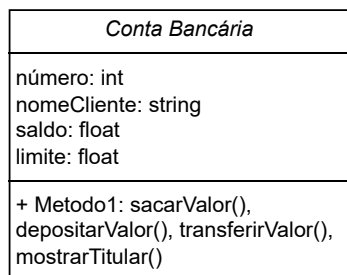 Conta Bancária
número: int
nomeCliente: string
saldo: float
limite: float
+ Metodo1: sacarValor(),
depositarValor(), transferirValor(),
mostrarTitular()